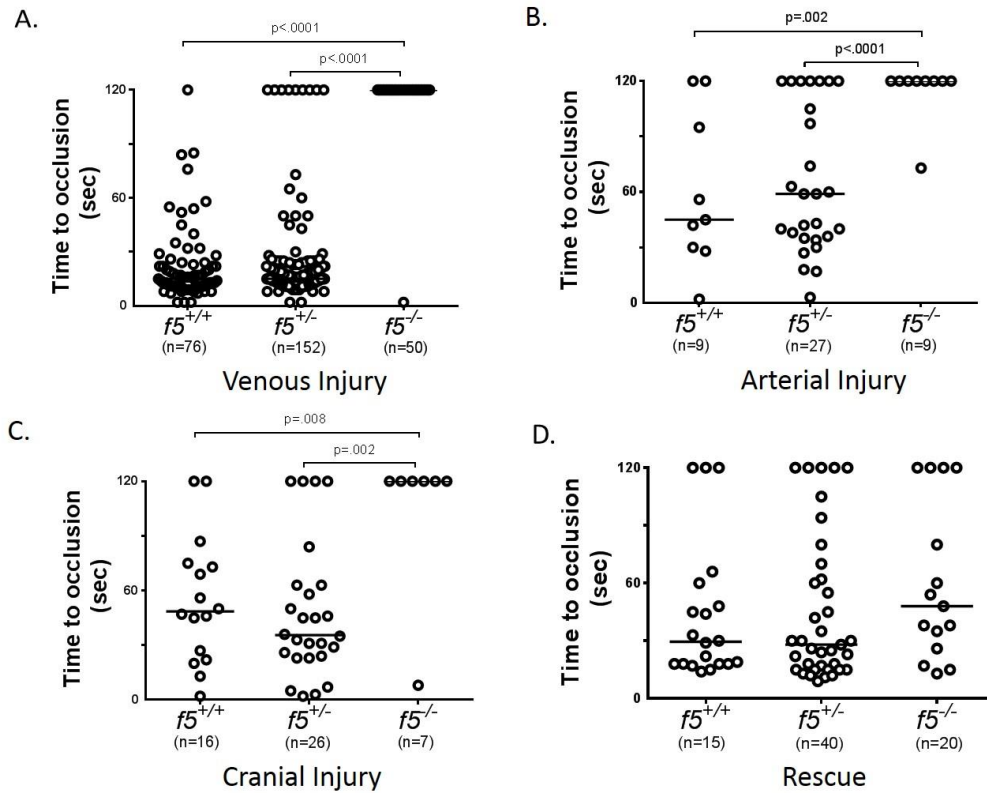 A.
p<.0001
p<.0001
Time to occlusion
(sec)
120
60
0
f5+/+
f5+/-
f5-/-
(n=76)
(n=152)
(n=50)
Venous Injury
B.
p=.002
p<.0001
Time to occlusion
(sec)
120
60
0
f5+/+
f5+/-
f5-/-
(n=9)
(n=27)
(n=9)
Arterial Injury
C.
p=.008
p=.002
Time to occlusion
(sec)
120
60
0
f5+/+
f5+/-
f5-/-
(n=16)
(n=26)
(n=7)
Cranial Injury
D.
Time to occlusion
(sec)
120
60
0
f5+/+
f5+/-
f5-/-
(n=15)
(n=40)
(n=20)
Rescue